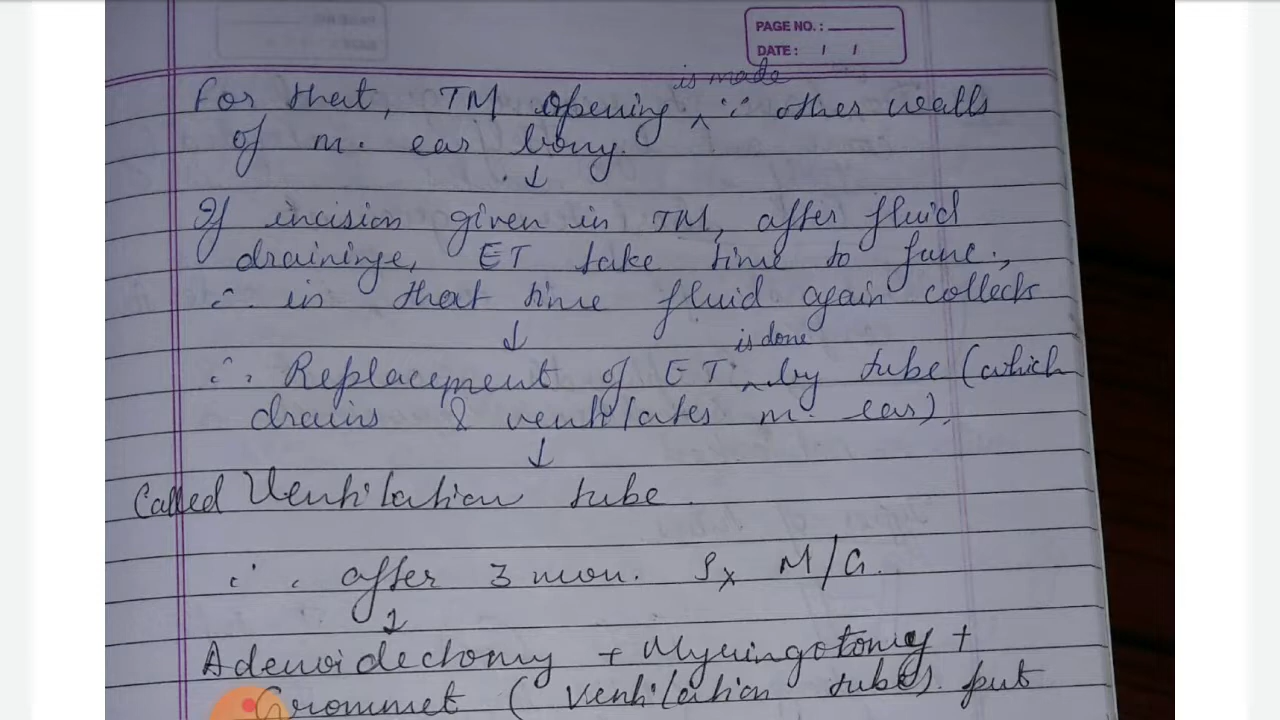 PAGE NO. :
DATE : / /
is made
For that, TM opening ^ ∵ other walls
of m. ear bony.
↓
If incision given in TM, after fluid
draininge, ET take time to func.,
∴ in that time fluid again collects
↓
is done
∴ Replacement of ET ^ by tube (which
drains & ventilates m. ear),
↓
Called Ventilation tube.
∴ after 3 mon. Sx M/G.
↓
Adenoidectomy + Myringotomy +
Grommet (Ventilation tubes put